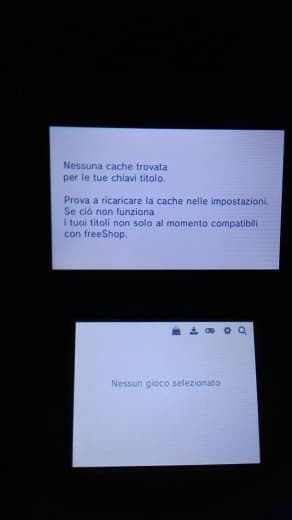 Nessuna cache trovata
per le tue chiavi titolo.
Prova a ricaricare la cache nelle impostazioni.
Se ciò non funziona
i tuoi titoli non solo al momento compatibili
con freeShop.
Nessun gioco selezionato